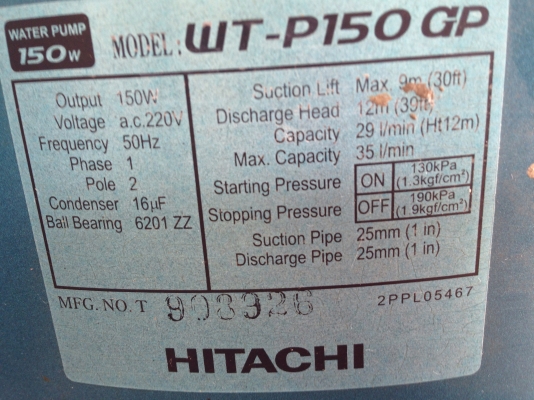 WATER PUMP
150W
MODEL: WT-P150 GP
Output 150W
Voltage a.c.220V
Frequency 50Hz
Phase 1
Pole 2
Condenser 16µF
Ball Bearing 6201 ZZ
Suction Lift Max. 9m (30ft)
Discharge Head 12m (39ft)
Capacity 29 l/min (Ht12m)
Max. Capacity 35 l/min
Starting Pressure ON 130kPa (1.3kgf/cm²)
Stopping Pressure OFF 190kPa (1.9kgf/cm²)
Suction Pipe 25mm (1 in)
Discharge Pipe 25mm (1 in)
MFG. NO. T 903926
2PPL05467
HITACHI